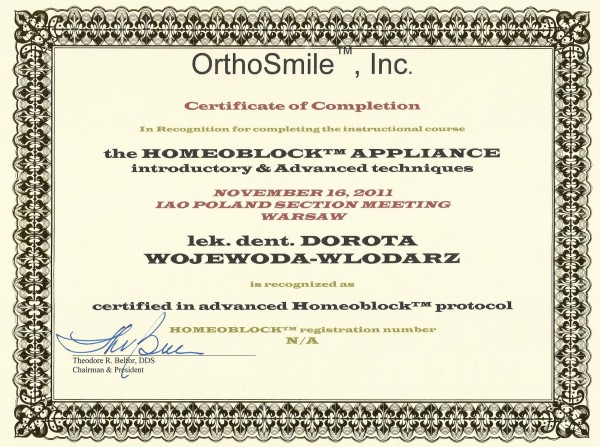 OrthoSmile™, Inc.
Certificate of Completion
In Recognition for completing the instructional course
the HOMEOBLOCK™ APPLIANCE
introductory & Advanced techniques
NOVEMBER 16, 2011
IAO POLAND SECTION MEETING
WARSAW
lek. dent. DOROTA
WOJEWODA-WLODARZ
is recognized as
certified in advanced Homeoblock™ protocol
HOMEOBLOCK™ registration number
N/A
Theodore R. Belfor, DDS
Chairman & President